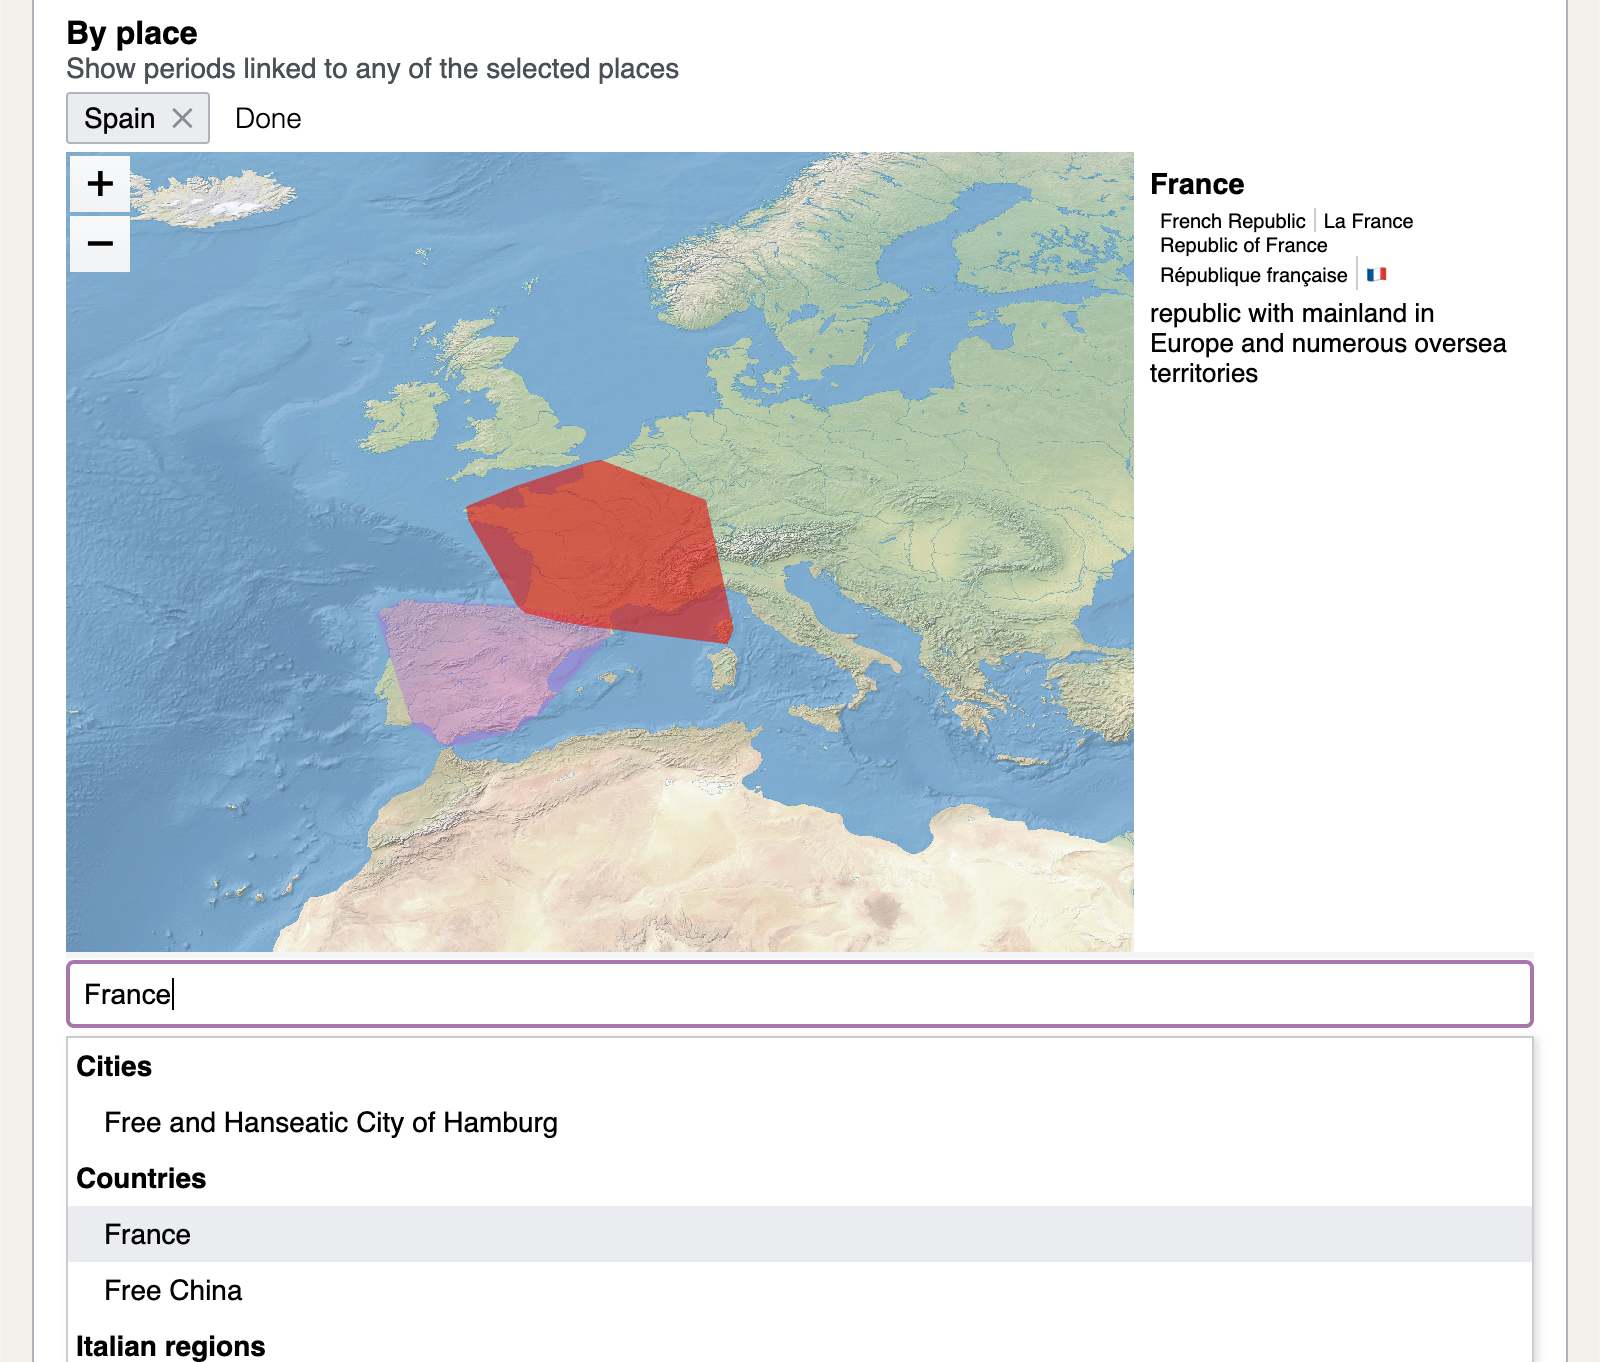 By place
Show periods linked to any of the selected places
Spain × Done
+
−
France
French Republic | La France
Republic of France
République française | 🇫🇷
republic with mainland in
Europe and numerous oversea
territories
France
Cities
Free and Hanseatic City of Hamburg
Countries
France
Free China
Italian regions